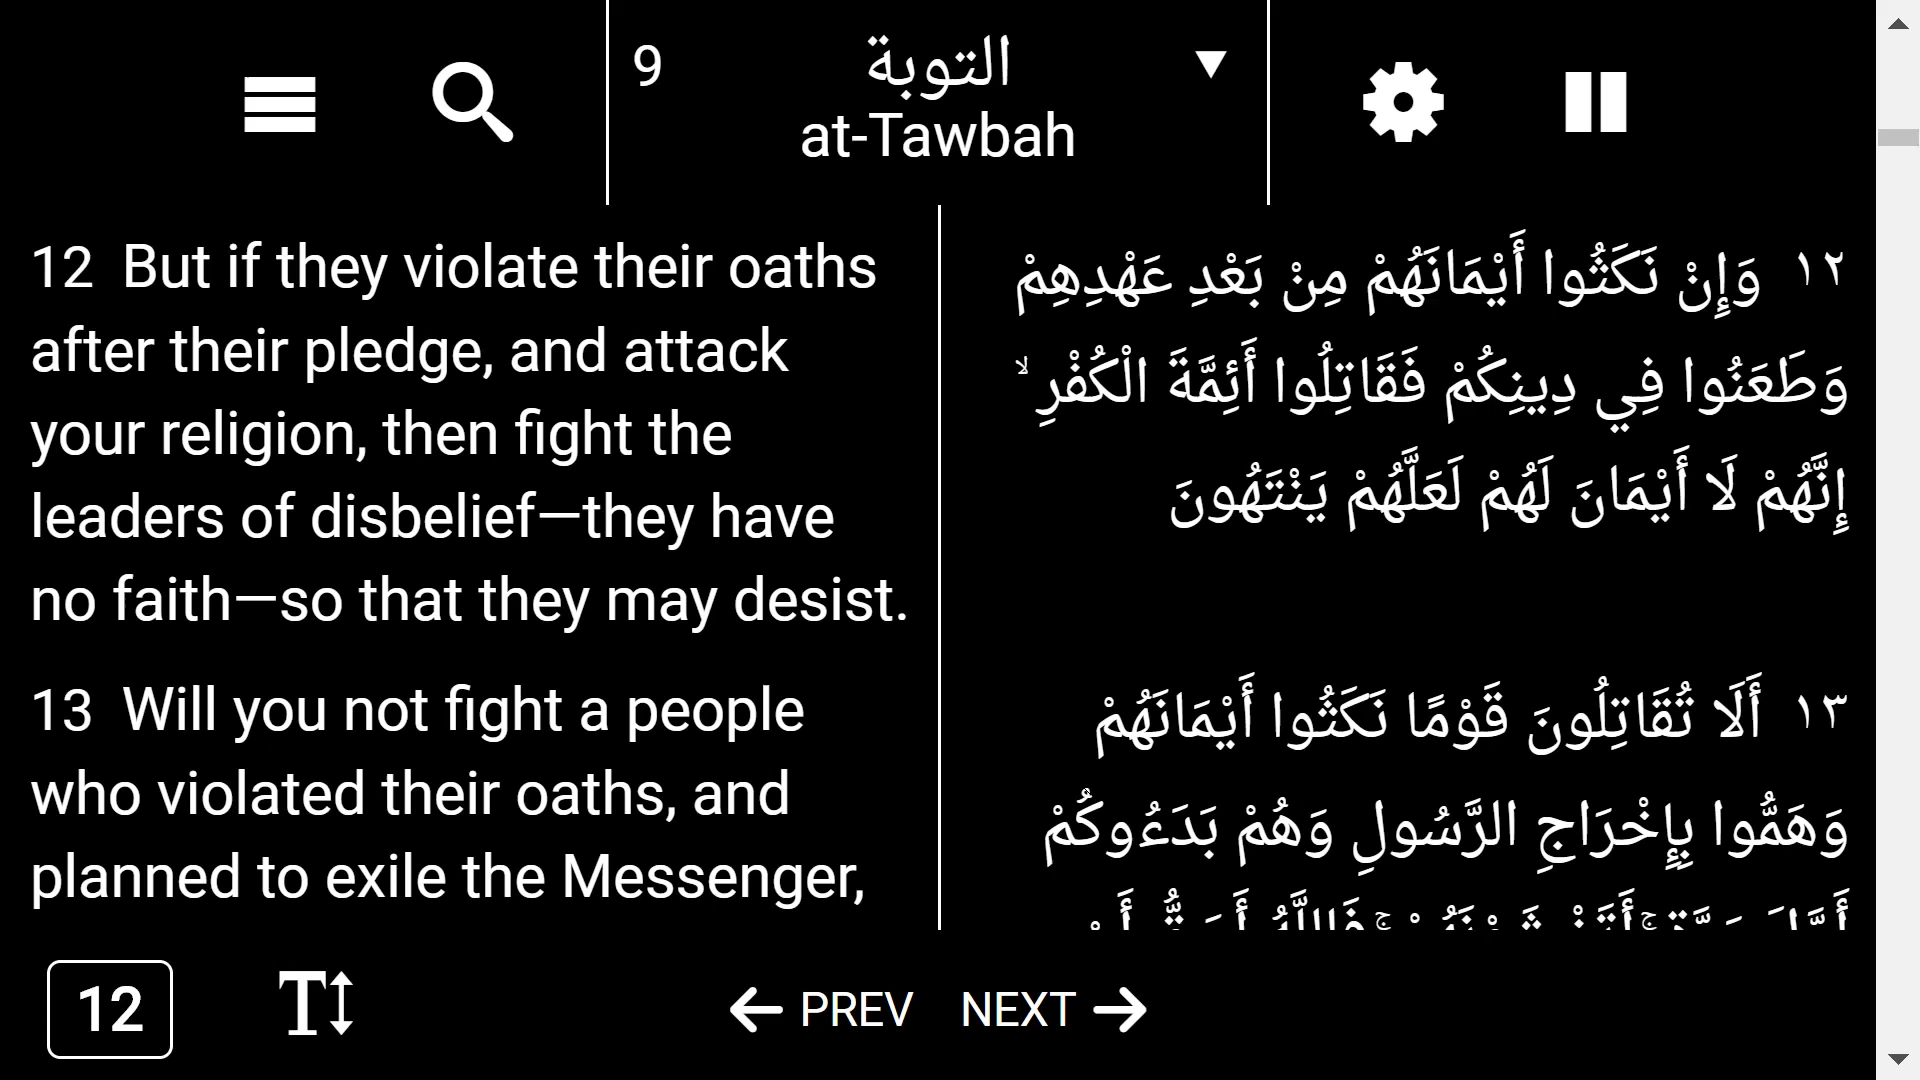 9
التوبة
at-Tawbah
12 But if they violate their oaths
after their pledge, and attack
your religion, then fight the
leaders of disbelief—they have
no faith—so that they may desist.
13 Will you not fight a people
who violated their oaths, and
planned to exile the Messenger,
١٢ وَإِنْ نَكَثُوا أَيْمَانَهُمْ مِنْ بَعْدِ عَهْدِهِمْ
وَطَعَنُوا فِي دِينِكُمْ فَقَاتِلُوا أَئِمَّةَ الْكُفْرِ ۙ
إِنَّهُمْ لَا أَيْمَانَ لَهُمْ لَعَلَّهُمْ يَنْتَهُونَ
١٣ أَلَا تُقَاتِلُونَ قَوْمًا نَكَثُوا أَيْمَانَهُمْ
وَهَمُّوا بِإِخْرَاجِ الرَّسُولِ وَهُمْ بَدَءُوكُمْ
12
T
PREV NEXT